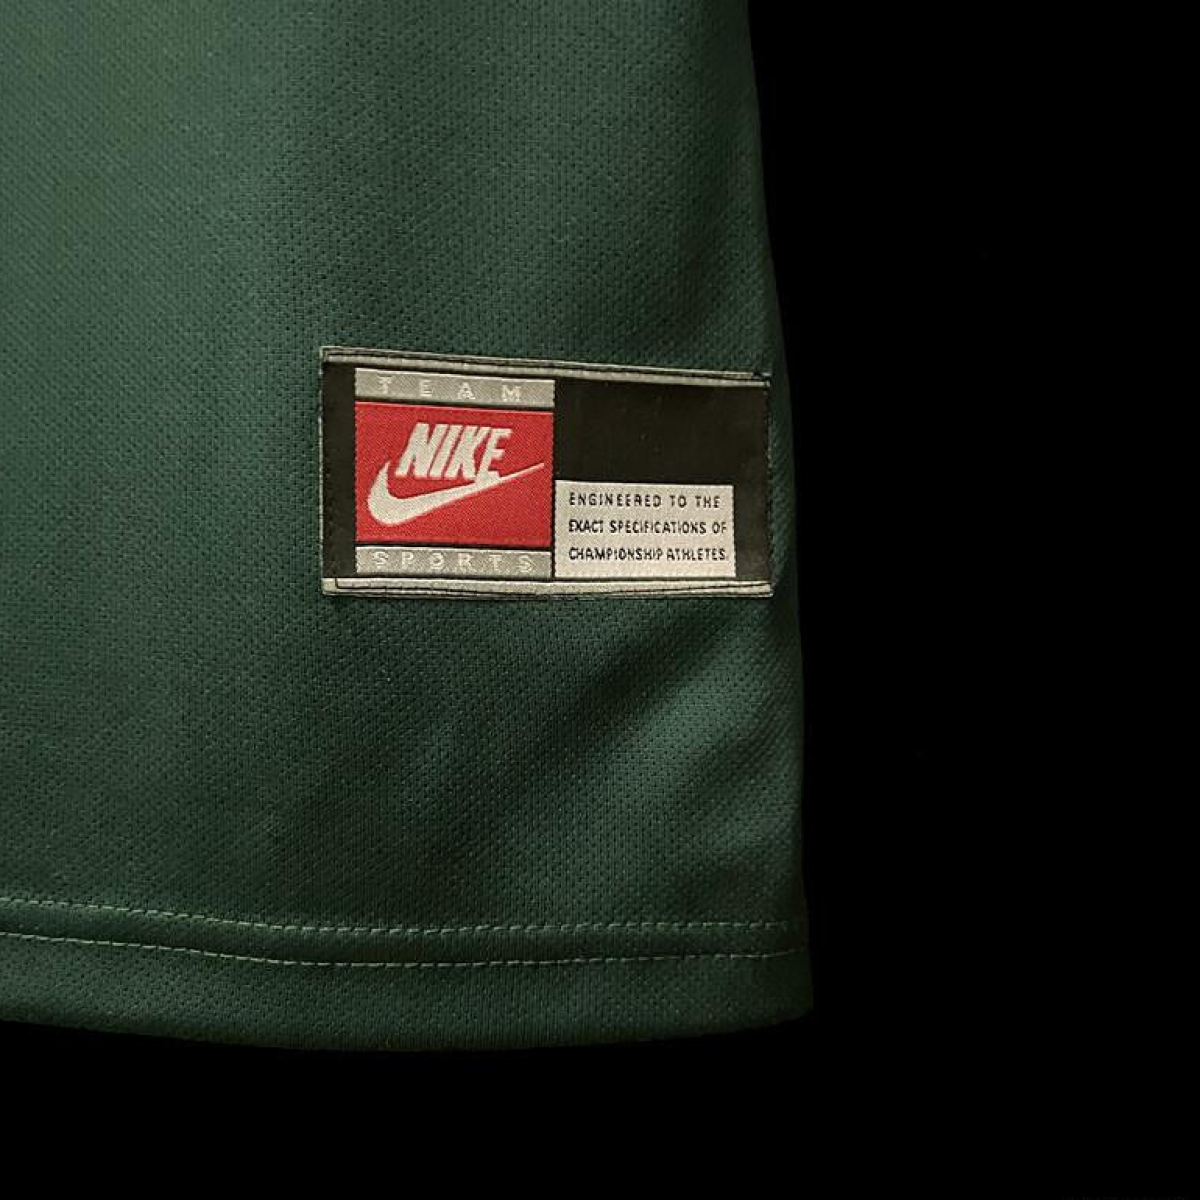 TEAM
NIKE
SPORTS
ENGINEERED TO THE
EXACT SPECIFICATIONS OF
CHAMPIONSHIP ATHLETES.